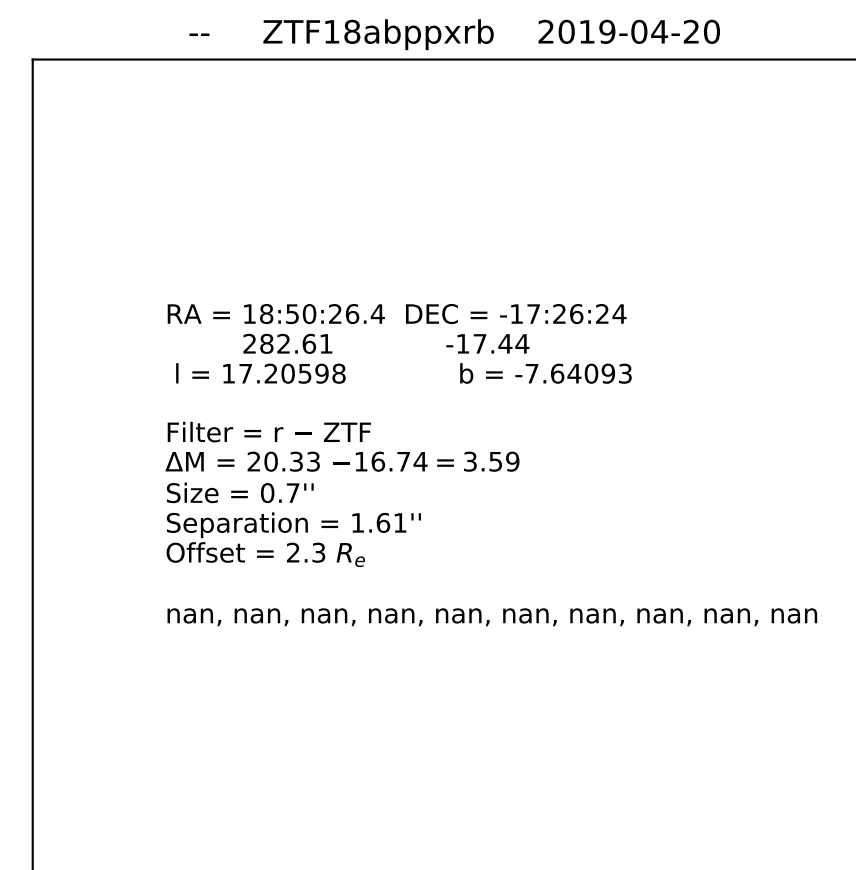 -- ZTF18abppxrb 2019-04-20
RA = 18:50:26.4 DEC = -17:26:24
282.61 -17.44
l = 17.20598 b = -7.64093
Filter = r − ZTF
ΔM = 20.33 −16.74 = 3.59
Size = 0.7''
Separation = 1.61''
Offset = 2.3 Re
nan, nan, nan, nan, nan, nan, nan, nan, nan, nan